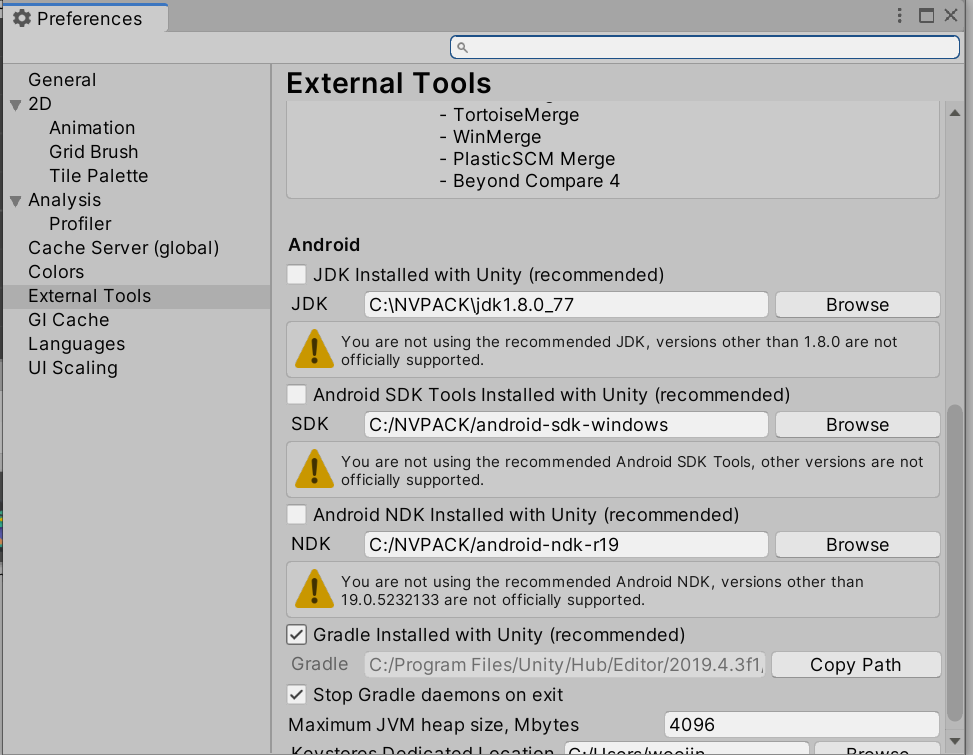 Preferences
General
2D
Animation
Grid Brush
Tile Palette
Analysis
Profiler
Cache Server (global)
Colors
External Tools
GI Cache
Languages
UI Scaling
External Tools
- TortoiseMerge
- WinMerge
- PlasticSCM Merge
- Beyond Compare 4
Android
JDK Installed with Unity (recommended)
JDK C:\NVPACK\jdk1.8.0_77 Browse
You are not using the recommended JDK, versions other than 1.8.0 are not
officially supported.
Android SDK Tools Installed with Unity (recommended)
SDK C:/NVPACK/android-sdk-windows Browse
You are not using the recommended Android SDK Tools, other versions are not
officially supported.
Android NDK Installed with Unity (recommended)
NDK C:/NVPACK/android-ndk-r19 Browse
You are not using the recommended Android NDK, versions other than
19.0.5232133 are not officially supported.
Gradle Installed with Unity (recommended)
Gradle C:/Program Files/Unity/Hub/Editor/2019.4.3f1, Copy Path
Stop Gradle daemons on exit
Maximum JVM heap size, Mbytes 4096
Keystores Dedicated Location C:/Users/woojin Browse